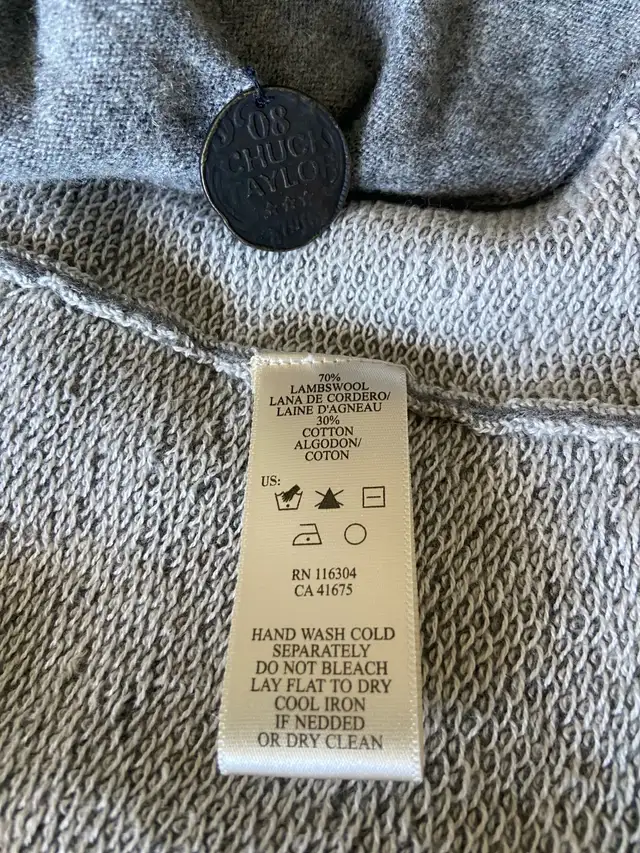 08
CHUCK
AYLO
70%
LAMBSWOOL
LANA DE CORDERO/
LAINE D'AGNEAU
30%
COTTON
ALGODON/
COTON
US:
RN 116304
CA 41675
HAND WASH COLD
SEPARATELY
DO NOT BLEACH
LAY FLAT TO DRY
COOL IRON
IF NEDDED
OR DRY CLEAN